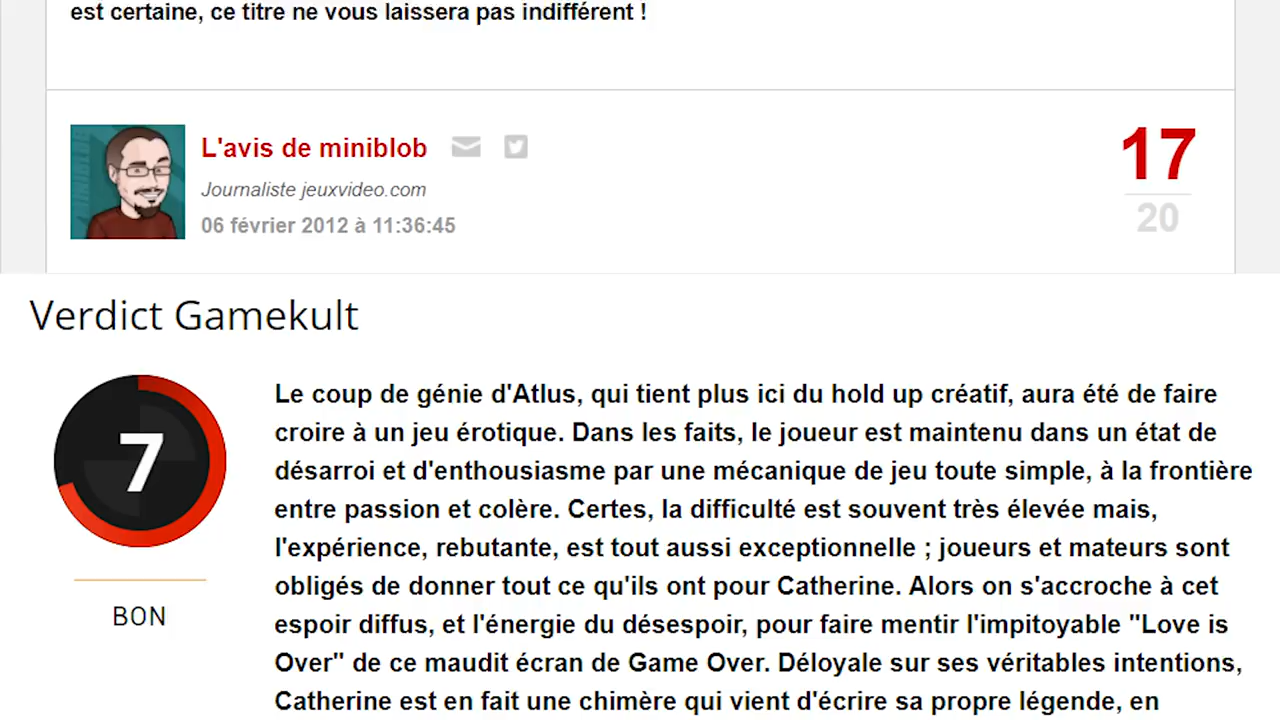 est certaine, ce titre ne vous laissera pas indifférent !
L'avis de miniblob
17
Journaliste jeuxvideo.com
20
06 février 2012 à 11:36:45
Verdict Gamekult
7
BON
Le coup de génie d'Atlus, qui tient plus ici du hold up créatif, aura été de faire
croire à un jeu érotique. Dans les faits, le joueur est maintenu dans un état de
désarroi et d'enthousiasme par une mécanique de jeu toute simple, à la frontière
entre passion et colère. Certes, la difficulté est souvent très élevée mais,
l'expérience, rebutante, est tout aussi exceptionnelle ; joueurs et mateurs sont
obligés de donner tout ce qu'ils ont pour Catherine. Alors on s'accroche à cet
espoir diffus, et l'énergie du désespoir, pour faire mentir l'impitoyable "Love is
Over" de ce maudit écran de Game Over. Déloyale sur ses véritables intentions,
Catherine est en fait une chimère qui vient d'écrire sa propre légende, en